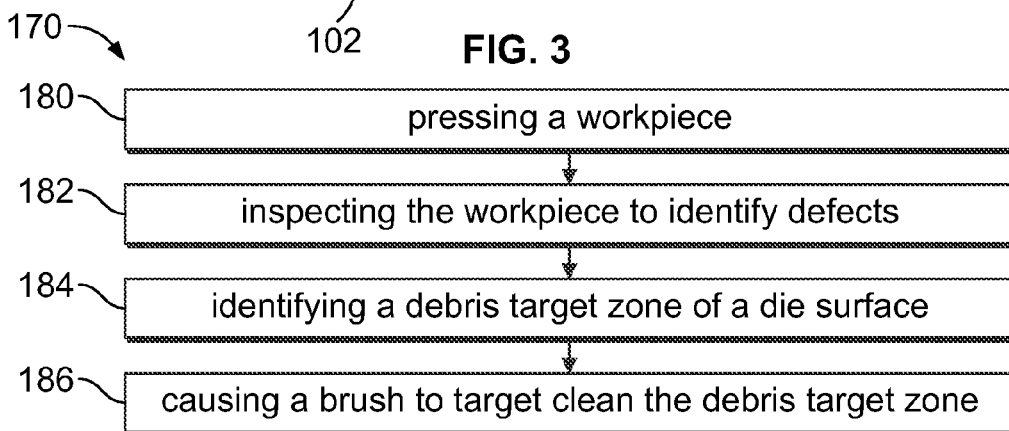 170
102
FIG. 3
180
pressing a workpiece
182
inspecting the workpiece to identify defects
184
identifying a debris target zone of a die surface
186
causing a brush to target clean the debris target zone